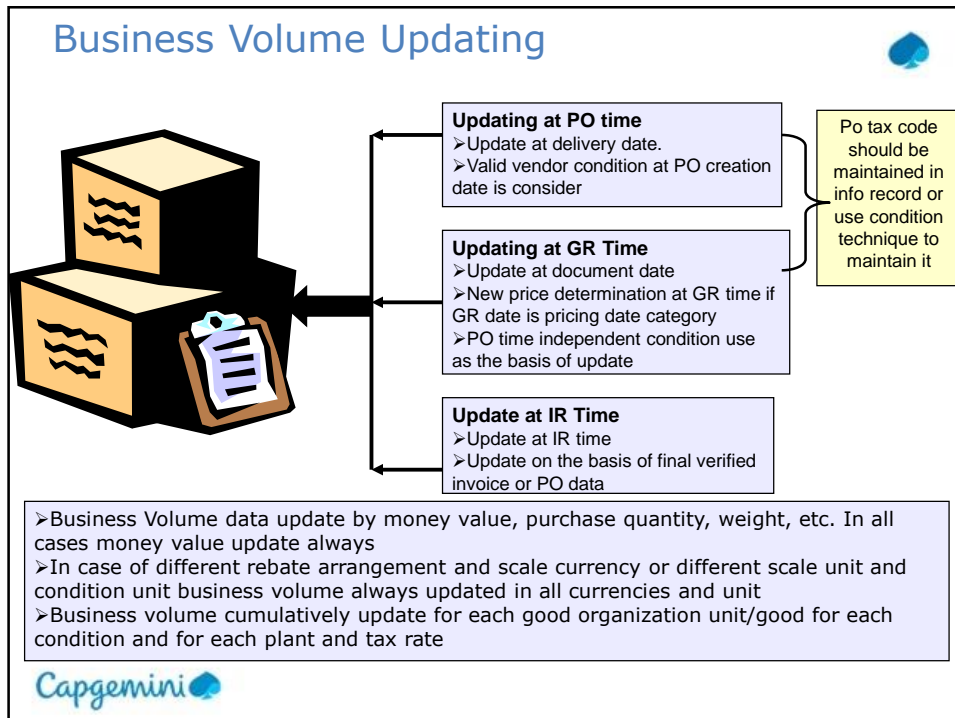 Business Volume Updating
Updating at PO time
➢Update at delivery date.
➢Valid vendor condition at PO creation
date is consider
Po tax code
should be
maintained in
info record or
use condition
technique to
maintain it
Updating at GR Time
➢Update at document date
➢New price determination at GR time if
GR date is pricing date category
➢PO time independent condition use
as the basis of update
Update at IR Time
➢Update at IR time
➢Update on the basis of final verified
invoice or PO data
➢Business Volume data update by money value, purchase quantity, weight, etc. In all
cases money value update always
➢In case of different rebate arrangement and scale currency or different scale unit and
condition unit business volume always updated in all currencies and unit
➢Business volume cumulatively update for each good organization unit/good for each
condition and for each plant and tax rate
Capgemini